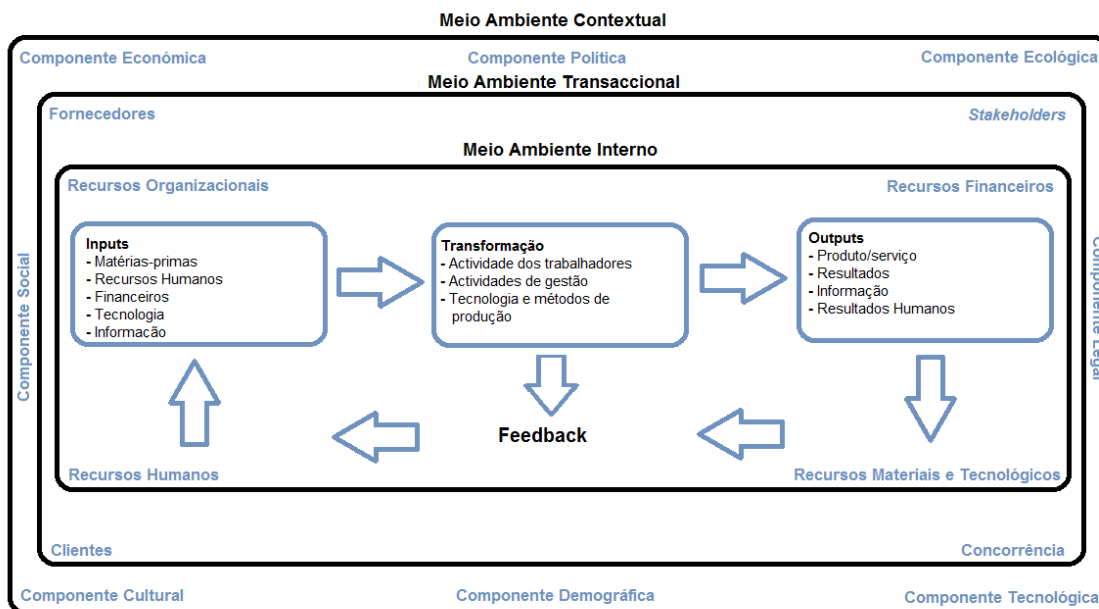 Meio Ambiente Contextual
Componente Económica
Componente Política
Componente Ecológica
Meio Ambiente Transaccional
Fornecedores
Stakeholders
Meio Ambiente Interno
Recursos Organizacionais
Recursos Financeiros
Inputs
- Matérias-primas
- Recursos Humanos
- Financeiros
- Tecnologia
- Informação
Transformação
- Actividade dos trabalhadores
- Actividades de gestão
- Tecnologia e métodos de
produção
Outputs
- Produto/serviço
- Resultados
- Informação
- Resultados Humanos
Componente Social
Componente Legal
Feedback
Recursos Humanos
Recursos Materiais e Tecnológicos
Clientes
Concorrência
Componente Cultural
Componente Demográfica
Componente Tecnológica